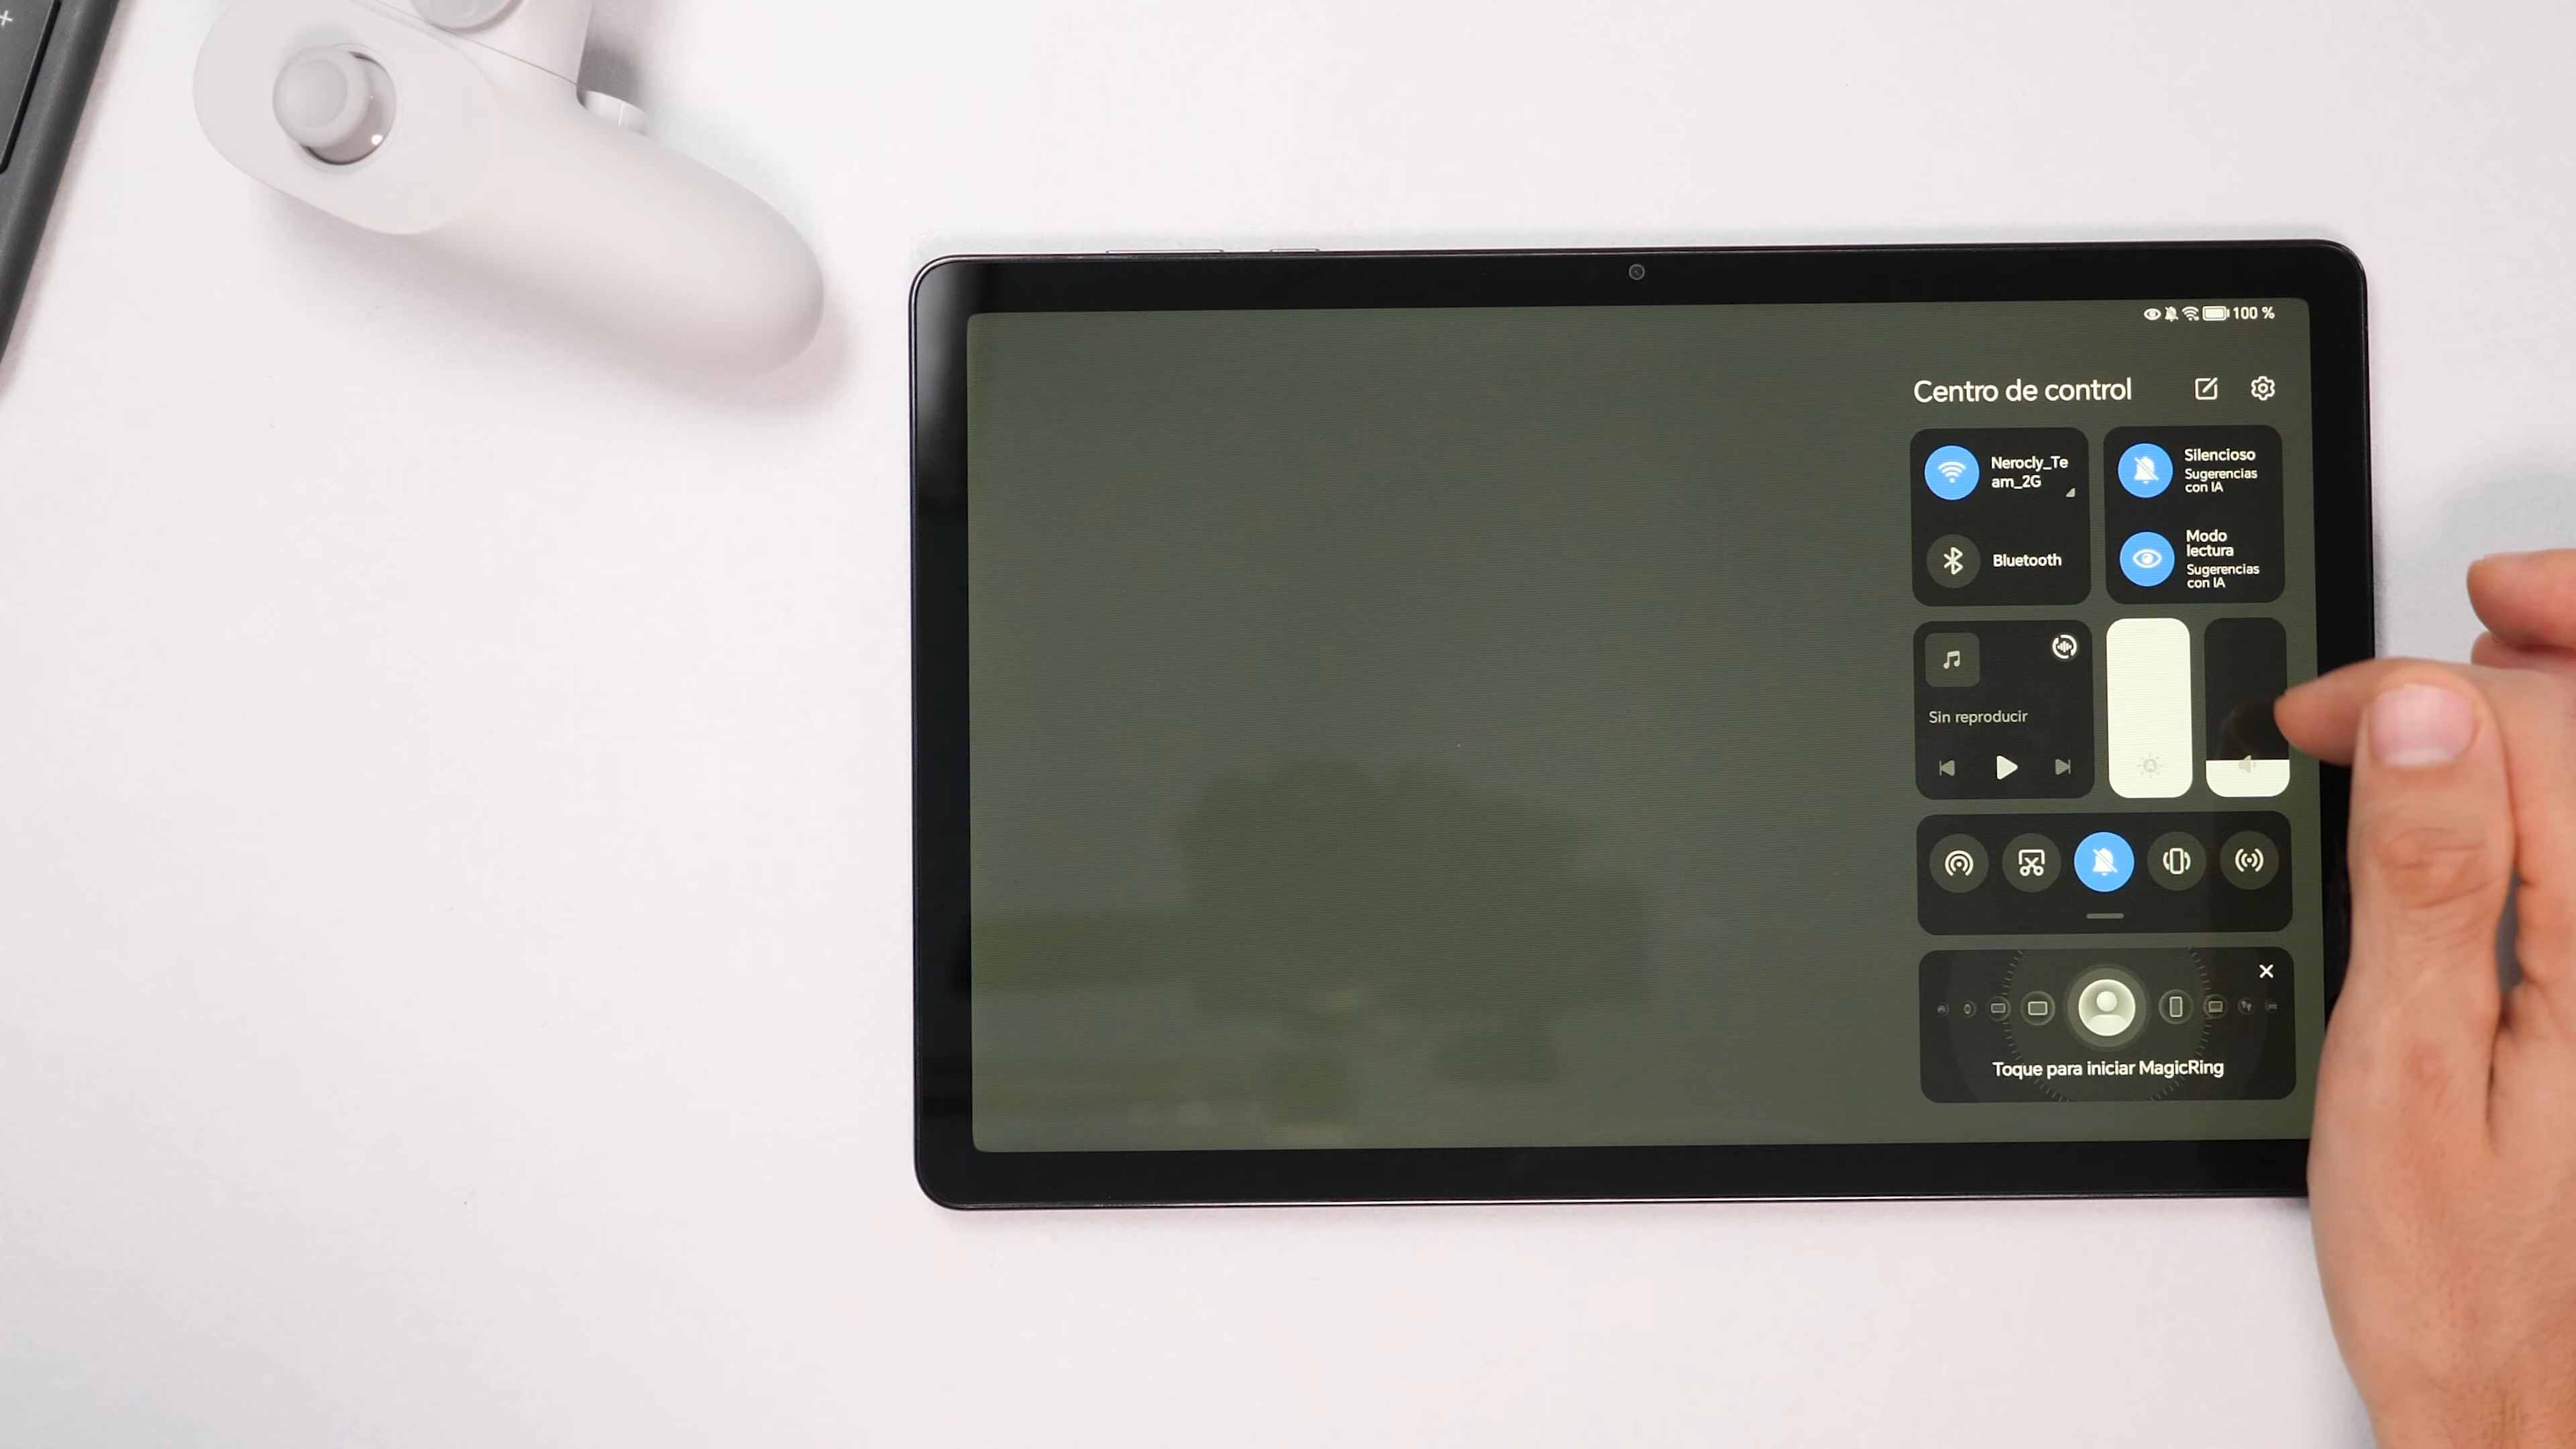 100 %
Centro de control
Nerocly_Te
am_2G
Silencioso
Sugerencias
con IA
Bluetooth
Modo
lectura
Sugerencias
con IA
Sin reproducir
Toque para iniciar MagicRing